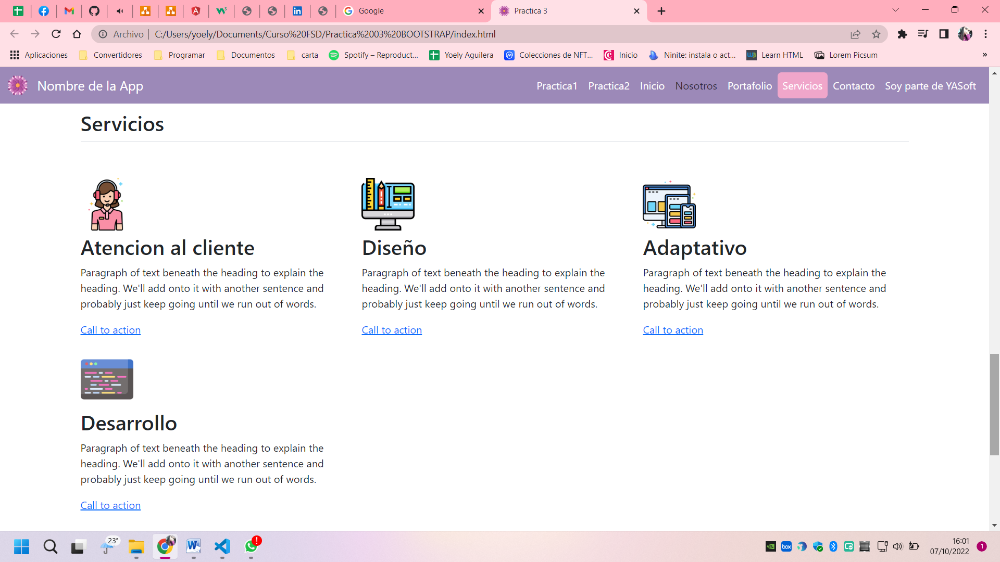 Google
Practica 3
Archivo | C:/Users/yoely/Documents/Curso%20FSD/Practica%2003%20BOOTSTRAP/index.html
Aplicaciones Convertidores Programar Documentos carta Spotify – Reproduct... Yoely Aguilera Colecciones de NFT... Inicio Ninite: instala o act... Learn HTML Lorem Picsum »
Nombre de la App
Practica1 Practica2 Inicio Nosotros Portafolio Servicios Contacto Soy parte de YASoft
Servicios
Atencion al cliente
Paragraph of text beneath the heading to explain the
heading. We'll add onto it with another sentence and
probably just keep going until we run out of words.
Call to action
Diseño
Paragraph of text beneath the heading to explain the
heading. We'll add onto it with another sentence and
probably just keep going until we run out of words.
Call to action
Adaptativo
Paragraph of text beneath the heading to explain the
heading. We'll add onto it with another sentence and
probably just keep going until we run out of words.
Call to action
Desarrollo
Paragraph of text beneath the heading to explain the
heading. We'll add onto it with another sentence and
probably just keep going until we run out of words.
Call to action
23°
box
16:01
07/10/2022
1